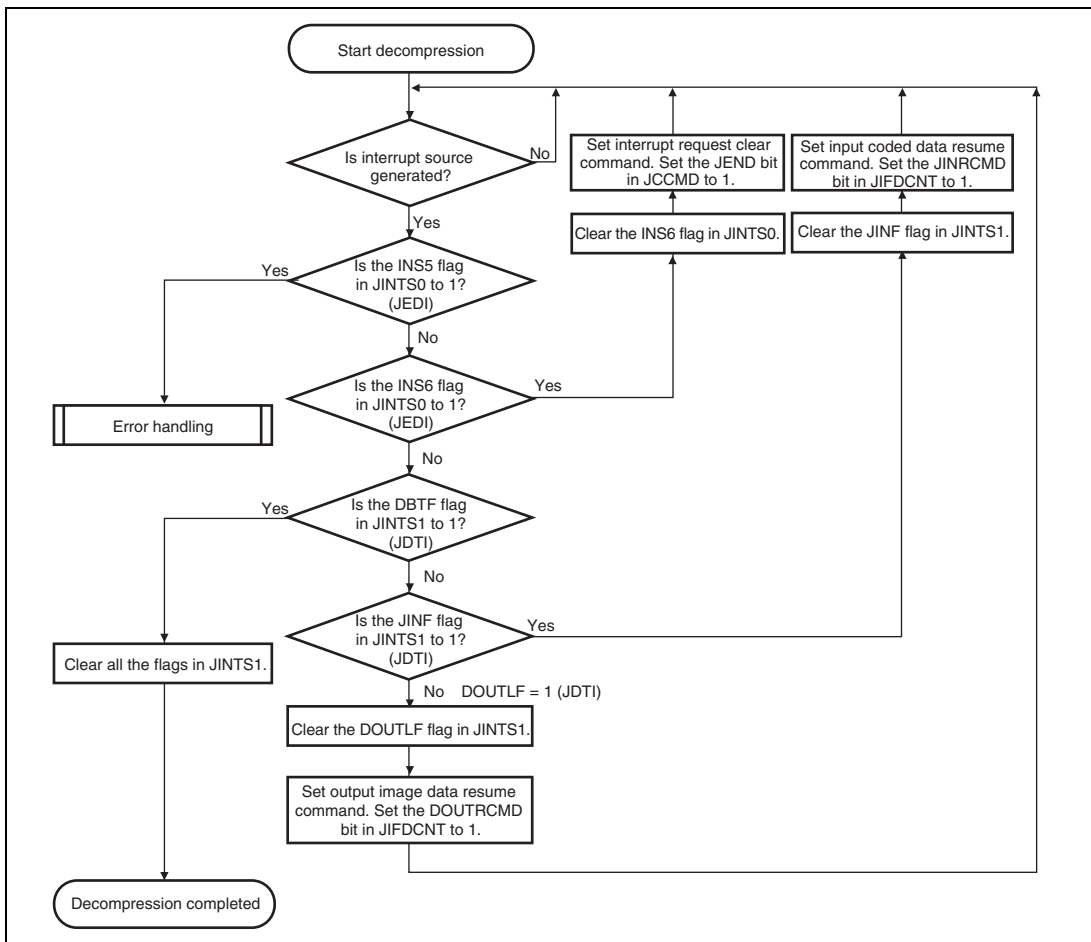 Start decompression
Is interrupt source
generated?
No
Yes
Set interrupt request clear
command. Set the JEND bit
in JCCMD to 1.
Set input coded data resume
command. Set the JINRCMD
bit in JIFDCNT to 1.
Clear the INS6 flag in JINTS0.
Clear the JINF flag in JINTS1.
Yes
Is the INS5 flag
in JINTS0 to 1?
(JEDI)
No
Error handling
Is the INS6 flag
in JINTS0 to 1?
(JEDI)
Yes
No
Yes
Is the DBTF flag
in JINTS1 to 1?
(JDTI)
No
Is the JINF flag
in JINTS1 to 1?
(JDTI)
Yes
Clear all the flags in JINTS1.
No DOUTLF = 1 (JDTI)
Clear the DOUTLF flag in JINTS1.
Set output image data resume
command. Set the DOUTRCMD
bit in JIFDCNT to 1.
Decompression completed